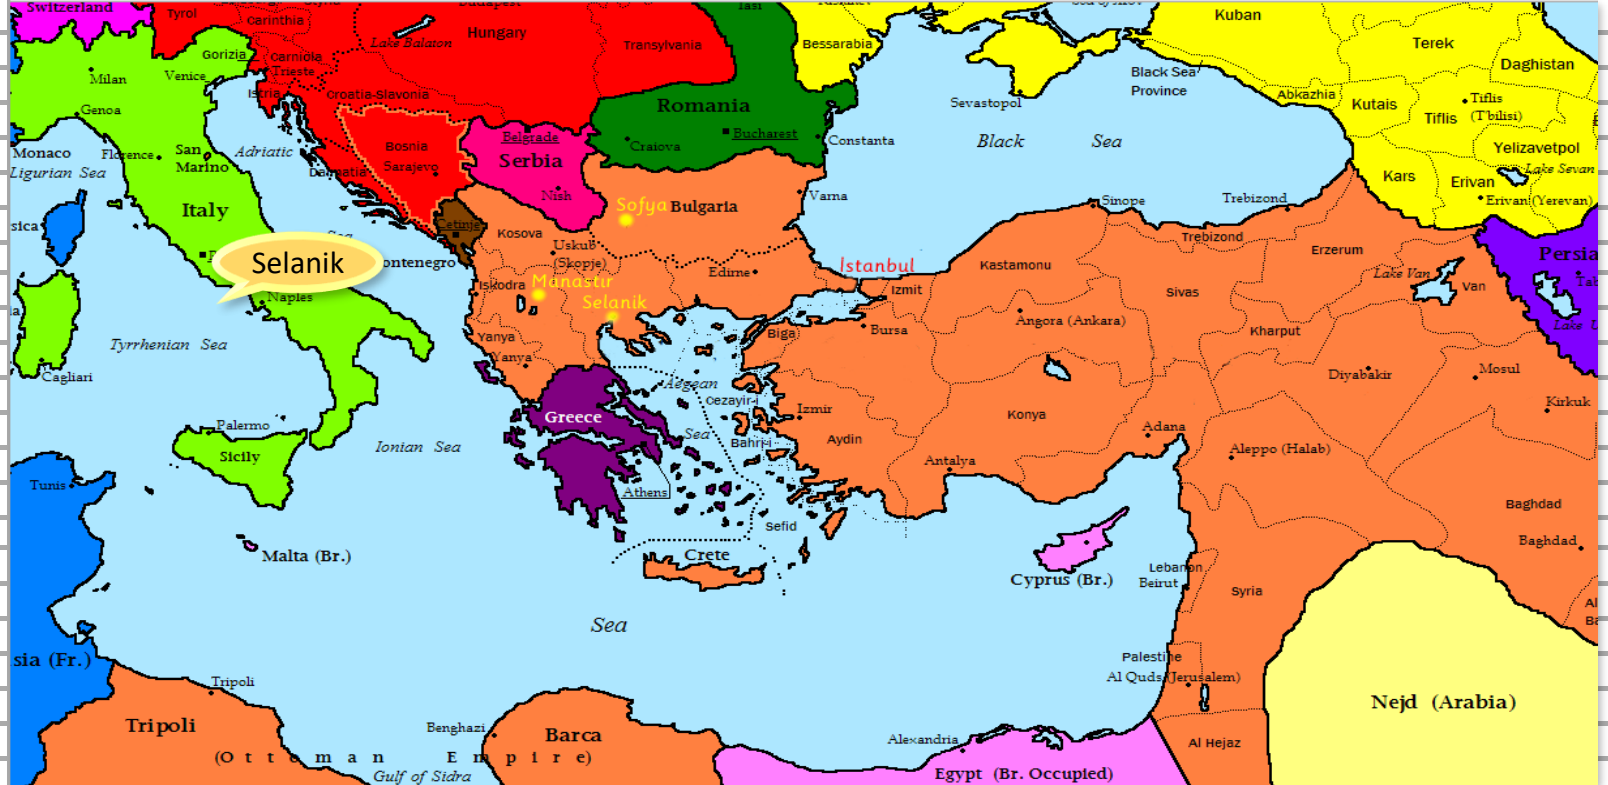 Switzerland
Tyrol
Carinthia
Hungary
Lake Balaton
Transylvania
Bessarabia
Kuban
Terek
Daghistan
Milan
Gorizia
Venice
Carniola
Trieste
Istria
Croatia-Slavonia
Genoa
Romania
Bucharest
Craiova
Constanta
Sevastopol
Black Sea
Province
Abkazhia
Kutais
Tiflis
(T'bilisi)
Tiflis
Yelizavetpol
Lake Sevan
Monaco
Ligurian Sea
Florence
San
Marino
Adriatic
Dalmatia
Bosnia
Sarajevo
Belgrade
Serbia
Nish
Black Sea
Kars
Erivan
Erivan (Yerevan)
Italy
Cetinje
Kosova
Uskub
(Skopje)
Sofya
Bulgaria
Varna
Sinope
Trebizond
Trebizond
Erzerum
Persia
Sea
Selanik
ontenegro
Iskodra
Manastır
Selanik
Edirne
İstanbul
Izmit
Kastamonu
Sivas
Lake Van
Van
Naples
Tyrrhenian Sea
Yanya
Yanya
Biga
Bursa
Angora (Ankara)
Kharput
Cagliari
Greece
Aegean
Sea
Cezayir-i
Bahr-i
Izmir
Aydin
Konya
Adana
Diyabakir
Mosul
Kirkuk
Palermo
Sicily
Ionian Sea
Athens
Antalya
Aleppo (Halab)
Tunis
Sefid
Baghdad
Baghdad
Malta (Br.)
Crete
Cyprus (Br.)
Lebanon
Beirut
Syria
Sea
sia (Fr.)
Palestine
Al Quds (Jerusalem)
Tripoli
Nejd (Arabia)
Tripoli
Benghazi
Barca
Alexandria
Al Hejaz
(Ottoman Empire)
Gulf of Sidra
Egypt (Br. Occupied)